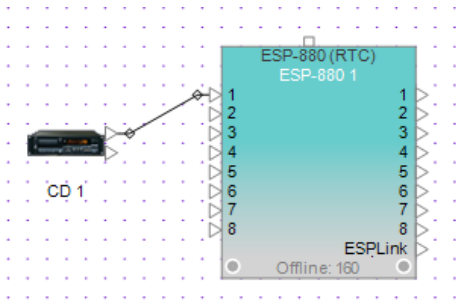 ESP-880 (RTC)
ESP-880 1
1 1
2 2
3 3
4 4
5 5
6 6
7 7
8 8
ESPLink
Offline: 160
CD 1